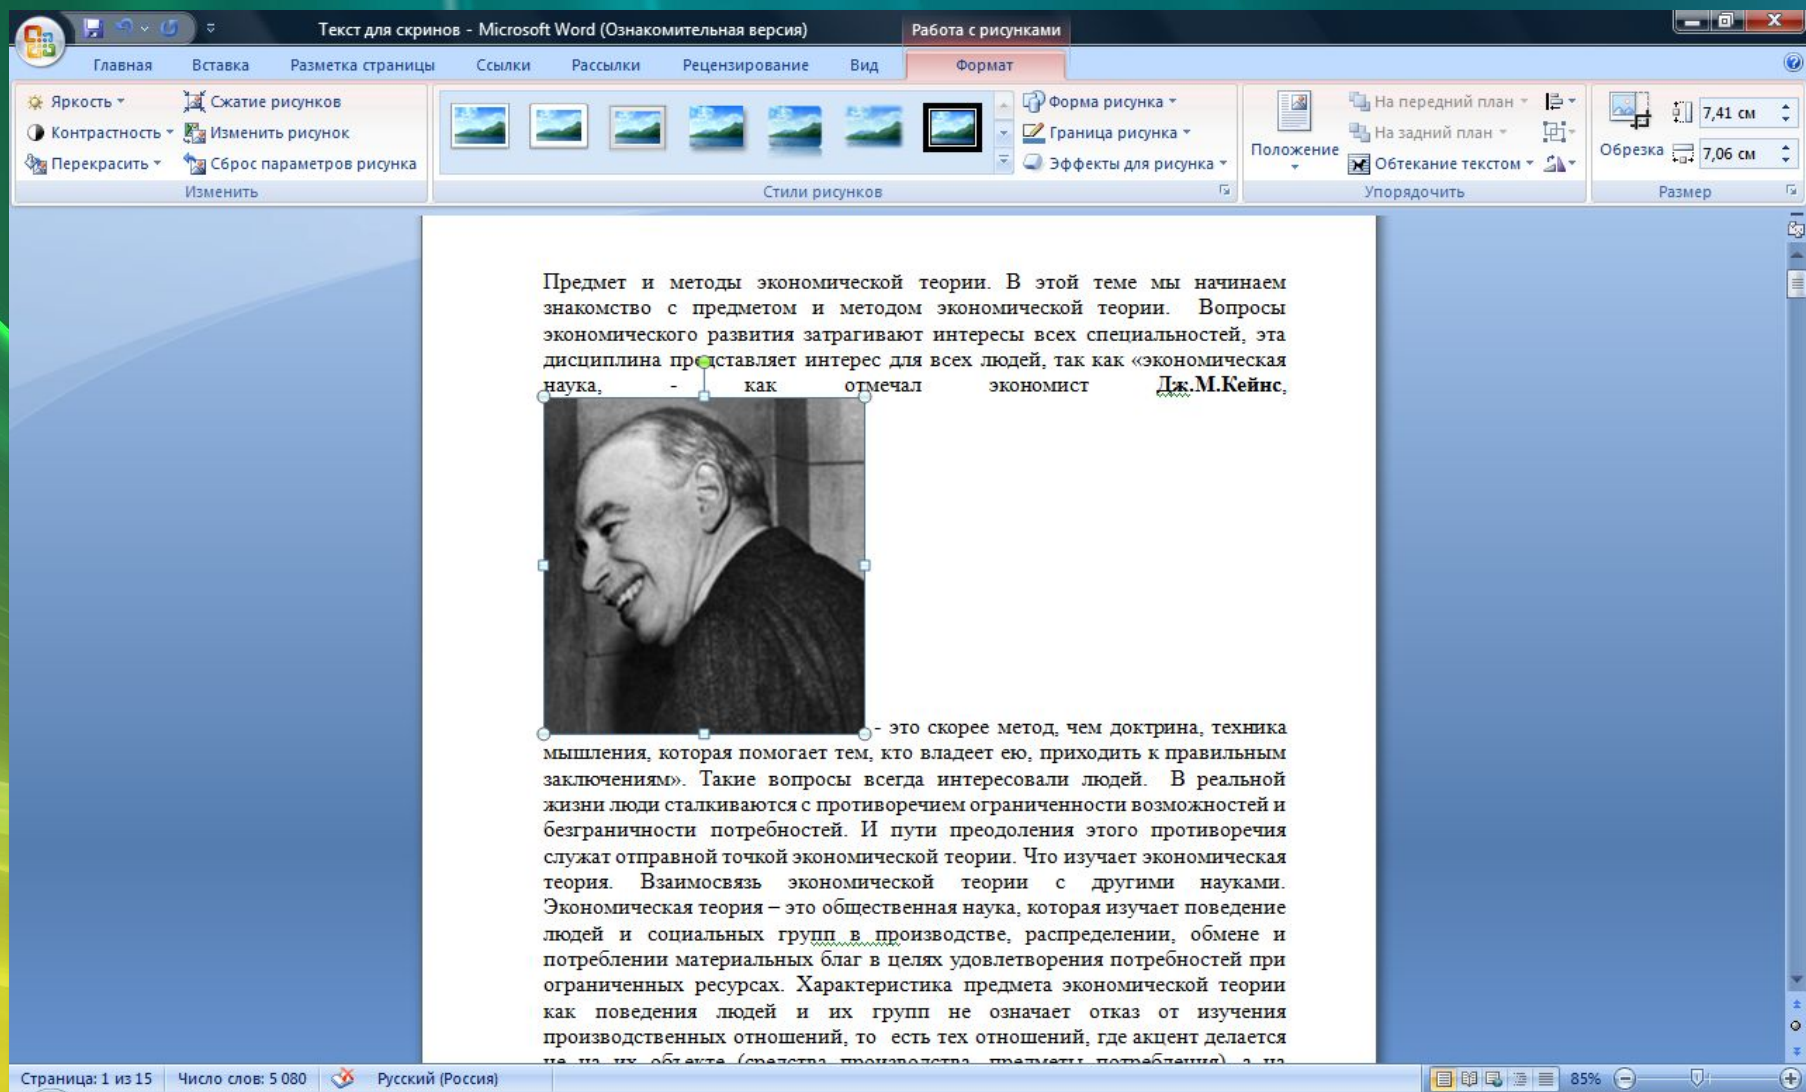 Текст для скринов - Microsoft Word (Ознакомительная версия)
Работа с рисунками
Главная Вставка Разметка страницы Ссылки Рассылки Рецензирование Вид Формат
Яркость
Контрастность
Перекрасить
Сжатие рисунков
Изменить рисунок
Сброс параметров рисунка
Изменить
Форма рисунка
Граница рисунка
Эффекты для рисунка
Стили рисунков
Положение
На передний план
На задний план
Обтекание текстом
Упорядочить
Обрезка
7,41 см
7,06 см
Размер
Предмет и методы экономической теории. В этой теме мы начинаем
знакомство с предметом и методом экономической теории. Вопросы
экономического развития затрагивают интересы всех специальностей, эта
дисциплина представляет интерес для всех людей, так как «экономическая
наука, - как отмечал экономист Дж.М.Кейнс,
- это скорее метод, чем доктрина, техника
мышления, которая помогает тем, кто владеет ею, приходить к правильным
заключениям». Такие вопросы всегда интересовали людей. В реальной
жизни люди сталкиваются с противоречием ограниченности возможностей и
безграничности потребностей. И пути преодоления этого противоречия
служат отправной точкой экономической теории. Что изучает экономическая
теория. Взаимосвязь экономической теории с другими науками.
Экономическая теория – это общественная наука, которая изучает поведение
людей и социальных групп в производстве, распределении, обмене и
потреблении материальных благ в целях удовлетворения потребностей при
ограниченных ресурсах. Характеристика предмета экономической теории
как поведения людей и их групп не означает отказ от изучения
производственных отношений, то есть тех отношений, где акцент делается
не на их объекте (средства производства, предметы потребления), а на
Страница: 1 из 15 Число слов: 5 080 Русский (Россия) 85%